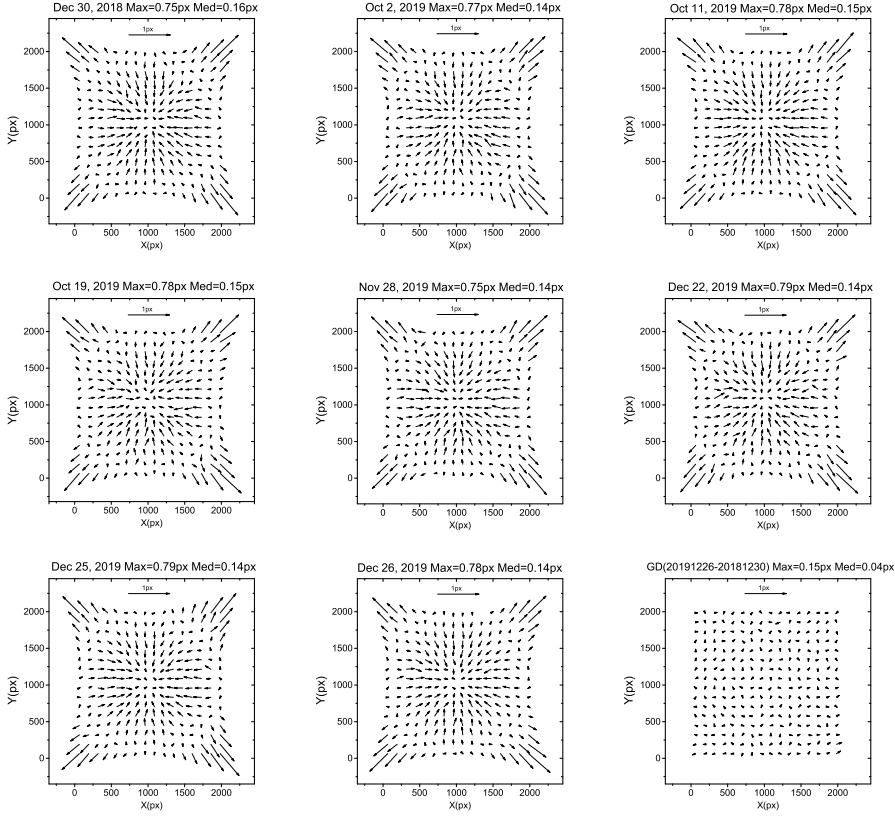 Dec 30, 2018 Max=0.75px Med=0.16px
1px
2000
1500
1000
500
0
Y(px)
0 500 1000 1500 2000
X(px)
Oct 2, 2019 Max=0.77px Med=0.14px
1px
2000
1500
1000
500
0
Y(px)
0 500 1000 1500 2000
X(px)
Oct 11, 2019 Max=0.78px Med=0.15px
1px
2000
1500
1000
500
0
Y(px)
0 500 1000 1500 2000
X(px)
Oct 19, 2019 Max=0.78px Med=0.15px
1px
2000
1500
1000
500
0
Y(px)
0 500 1000 1500 2000
X(px)
Nov 28, 2019 Max=0.75px Med=0.14px
1px
2000
1500
1000
500
0
Y(px)
0 500 1000 1500 2000
X(px)
Dec 22, 2019 Max=0.79px Med=0.14px
1px
2000
1500
1000
500
0
Y(px)
0 500 1000 1500 2000
X(px)
Dec 25, 2019 Max=0.79px Med=0.14px
1px
2000
1500
1000
500
0
Y(px)
0 500 1000 1500 2000
X(px)
Dec 26, 2019 Max=0.78px Med=0.14px
1px
2000
1500
1000
500
0
Y(px)
0 500 1000 1500 2000
X(px)
GD(20191226-20181230) Max=0.15px Med=0.04px
1px
2000
1500
1000
500
0
Y(px)
0 500 1000 1500 2000
X(px)